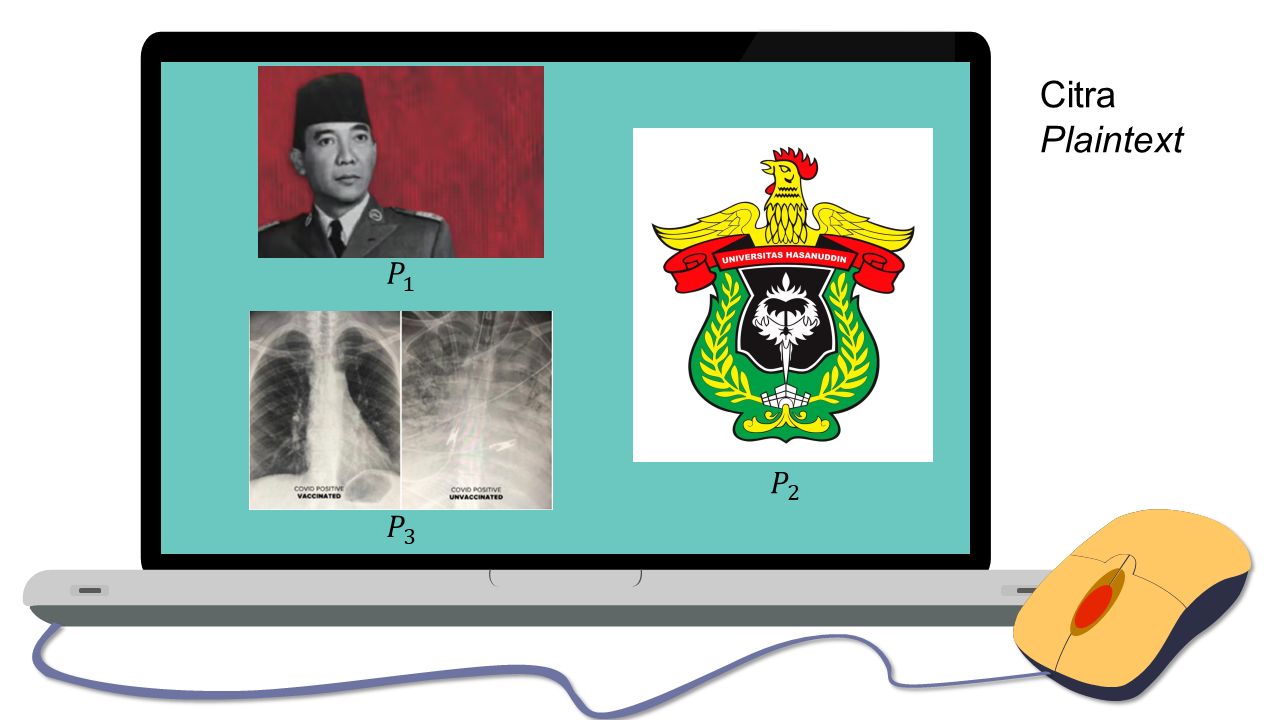 Citra
Plaintext
P1
UNIVERSITAS HASANUDDIN
P2
COVID POSITIVE
VACCINATED
COVID POSITIVE
UNVACCINATED
P3